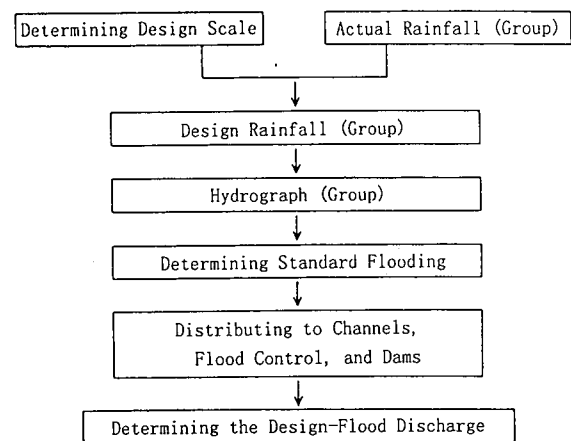 Determining Design Scale
Actual Rainfall (Group)
Design Rainfall (Group)
Hydrograph (Group)
Determining Standard Flooding
Distributing to Channels,
Flood Control, and Dams
Determining the Design-Flood Discharge